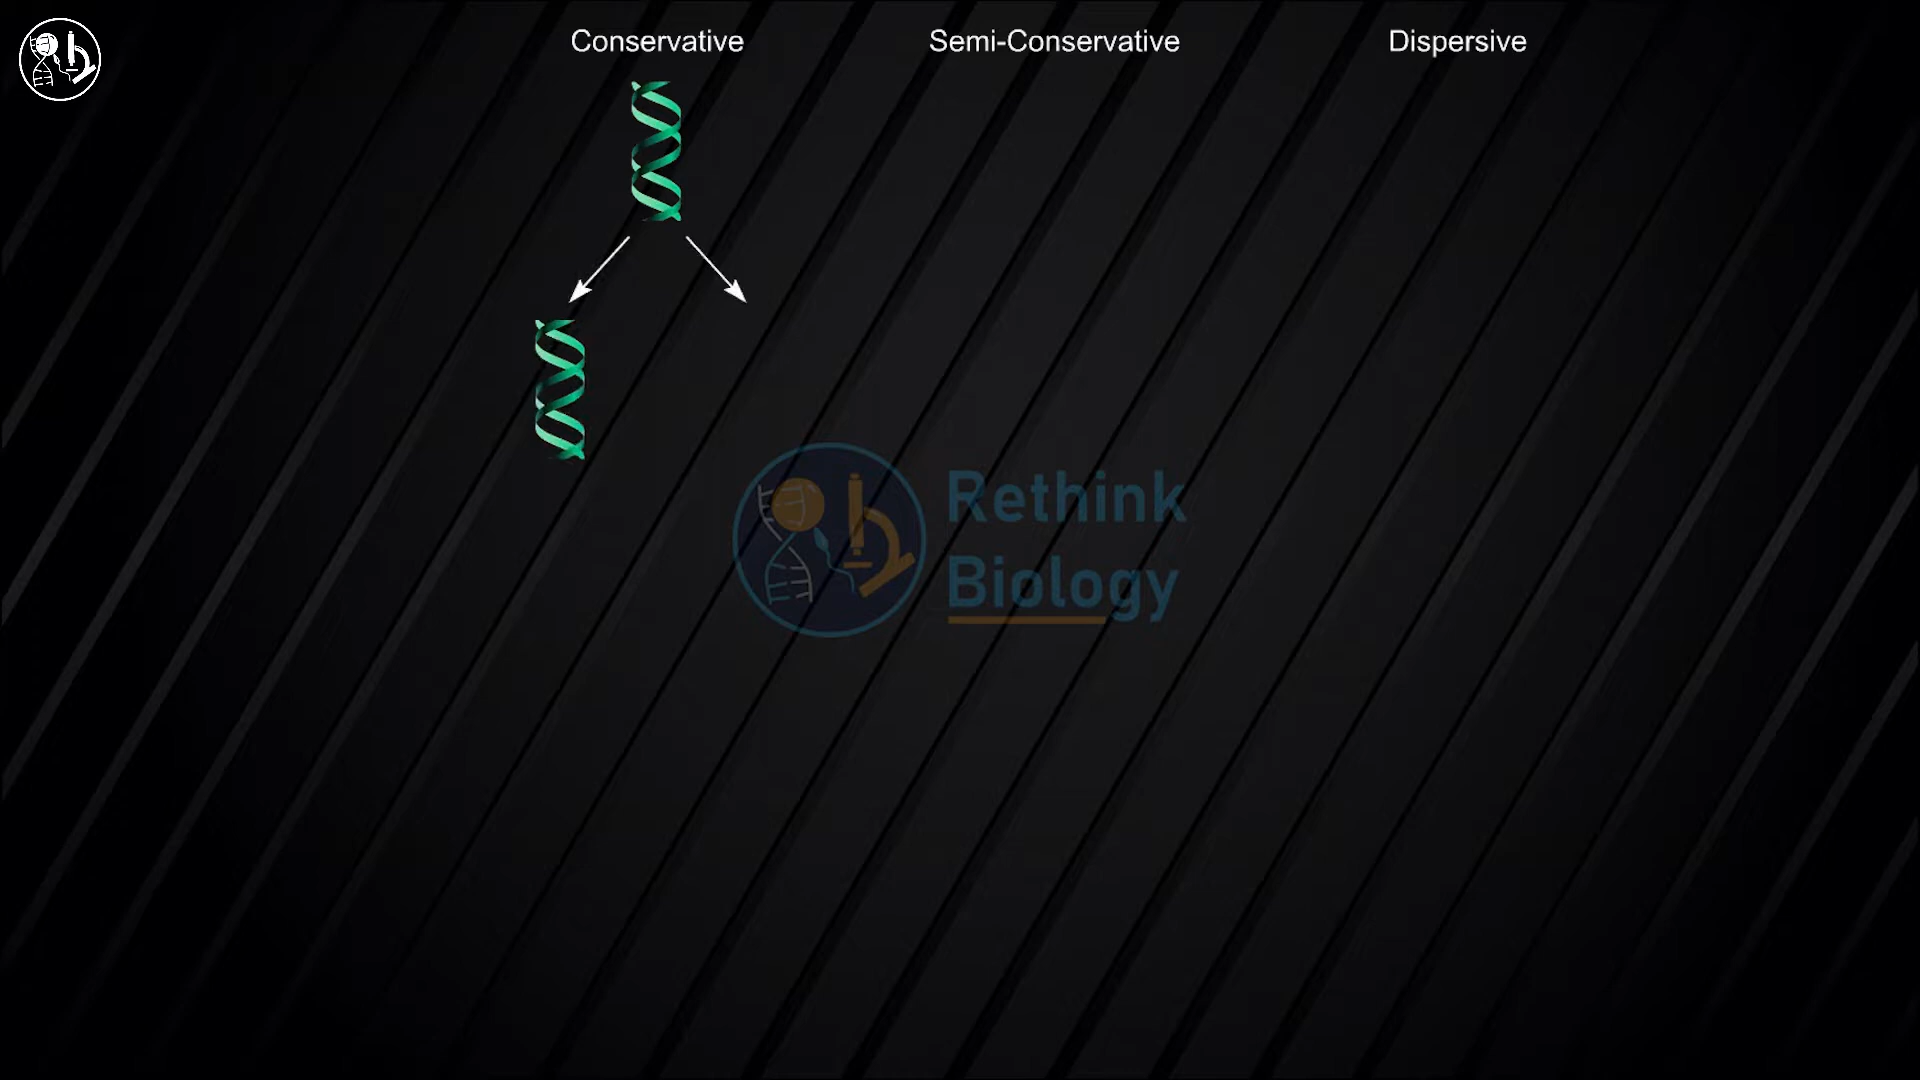 Conservative
Semi-Conservative
Dispersive
Rethink
Biology